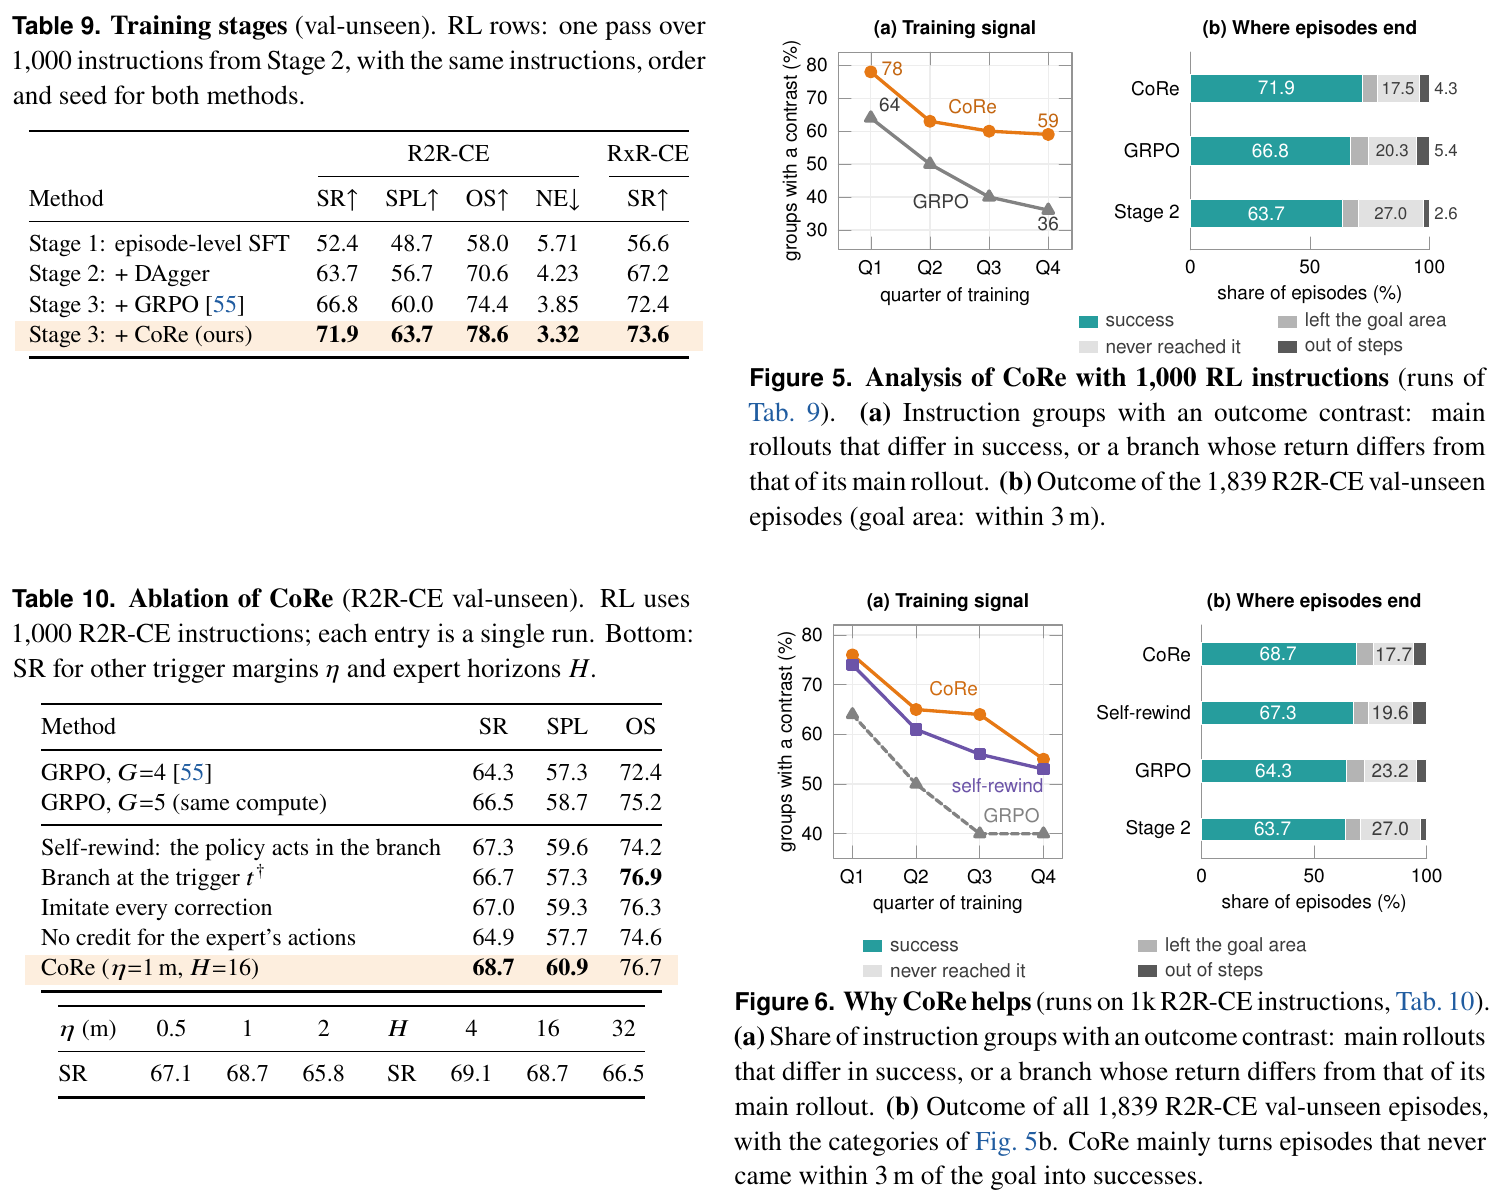 Table 9. Training stages (val-unseen). RL rows: one pass over
1,000 instructions from Stage 2, with the same instructions, order
and seed for both methods.
R2R-CE RxR-CE
Method SR↑ SPL↑ OS↑ NE↓ SR↑
Stage 1: episode-level SFT 52.4 48.7 58.0 5.71 56.6
Stage 2: + DAgger 63.7 56.7 70.6 4.23 67.2
Stage 3: + GRPO [55] 66.8 60.0 74.4 3.85 72.4
Stage 3: + CoRe (ours) 71.9 63.7 78.6 3.32 73.6
(a) Training signal
groups with a contrast (%)
80
70
60
50
40
30
78
64
CoRe
59
GRPO
36
Q1 Q2 Q3 Q4
quarter of training
(b) Where episodes end
CoRe 71.9 17.5 4.3
GRPO 66.8 20.3 5.4
Stage 2 63.7 27.0 2.6
0 50 100
share of episodes (%)
success left the goal area
never reached it out of steps
Figure 5. Analysis of CoRe with 1,000 RL instructions (runs of
Tab. 9). (a) Instruction groups with an outcome contrast: main
rollouts that differ in success, or a branch whose return differs from
that of its main rollout. (b) Outcome of the 1,839 R2R-CE val-unseen
episodes (goal area: within 3 m).
Table 10. Ablation of CoRe (R2R-CE val-unseen). RL uses
1,000 R2R-CE instructions; each entry is a single run. Bottom:
SR for other trigger margins η and expert horizons H.
Method SR SPL OS
GRPO, G=4 [55] 64.3 57.3 72.4
GRPO, G=5 (same compute) 66.5 58.7 75.2
Self-rewind: the policy acts in the branch 67.3 59.6 74.2
Branch at the trigger t† 66.7 57.3 76.9
Imitate every correction 67.0 59.3 76.3
No credit for the expert's actions 64.9 57.7 74.6
CoRe (η=1 m, H=16) 68.7 60.9 76.7
η (m) 0.5 1 2 H 4 16 32
SR 67.1 68.7 65.8 SR 69.1 68.7 66.5
(a) Training signal
groups with a contrast (%)
80
70
60
50
40
CoRe
self-rewind
GRPO
Q1 Q2 Q3 Q4
quarter of training
(b) Where episodes end
CoRe 68.7 17.7
Self-rewind 67.3 19.6
GRPO 64.3 23.2
Stage 2 63.7 27.0
0 50 100
share of episodes (%)
success left the goal area
never reached it out of steps
Figure 6. Why CoRe helps (runs on 1k R2R-CE instructions, Tab. 10).
(a) Share of instruction groups with an outcome contrast: main rollouts
that differ in success, or a branch whose return differs from that of its
main rollout. (b) Outcome of all 1,839 R2R-CE val-unseen episodes,
with the categories of Fig. 5b. CoRe mainly turns episodes that never
came within 3 m of the goal into successes.